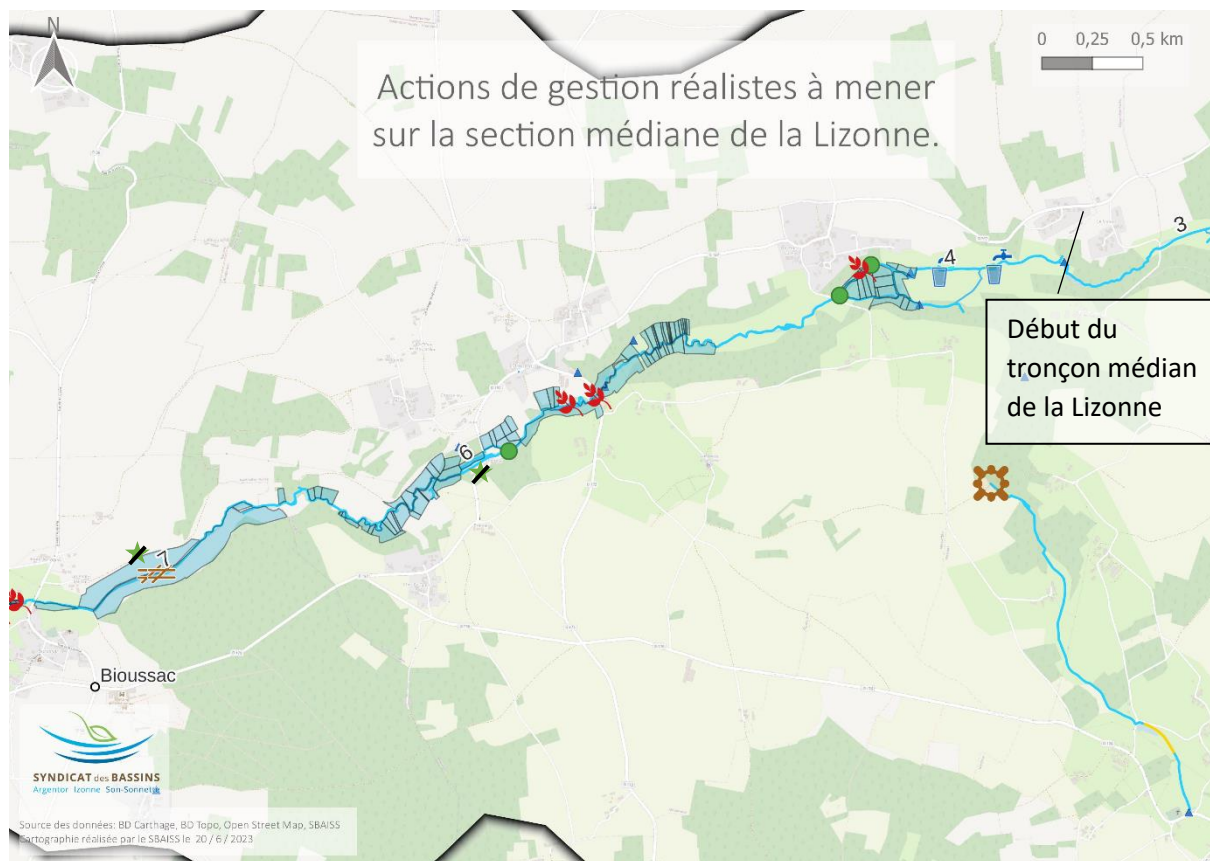 N
0 0,25 0,5 km
Actions de gestion réalistes à mener
sur la section médiane de la Lizonne.
3
4
Début du
tronçon médian
de la Lizonne
6
7
Bioussac
SYNDICAT des BASSINS
Argentor Izonne Son-Sonnette
Source des données: BD Carthage, BD Topo, Open Street Map, SBAISS
Cartographie réalisée par le SBAISS le 20 / 6 / 2023